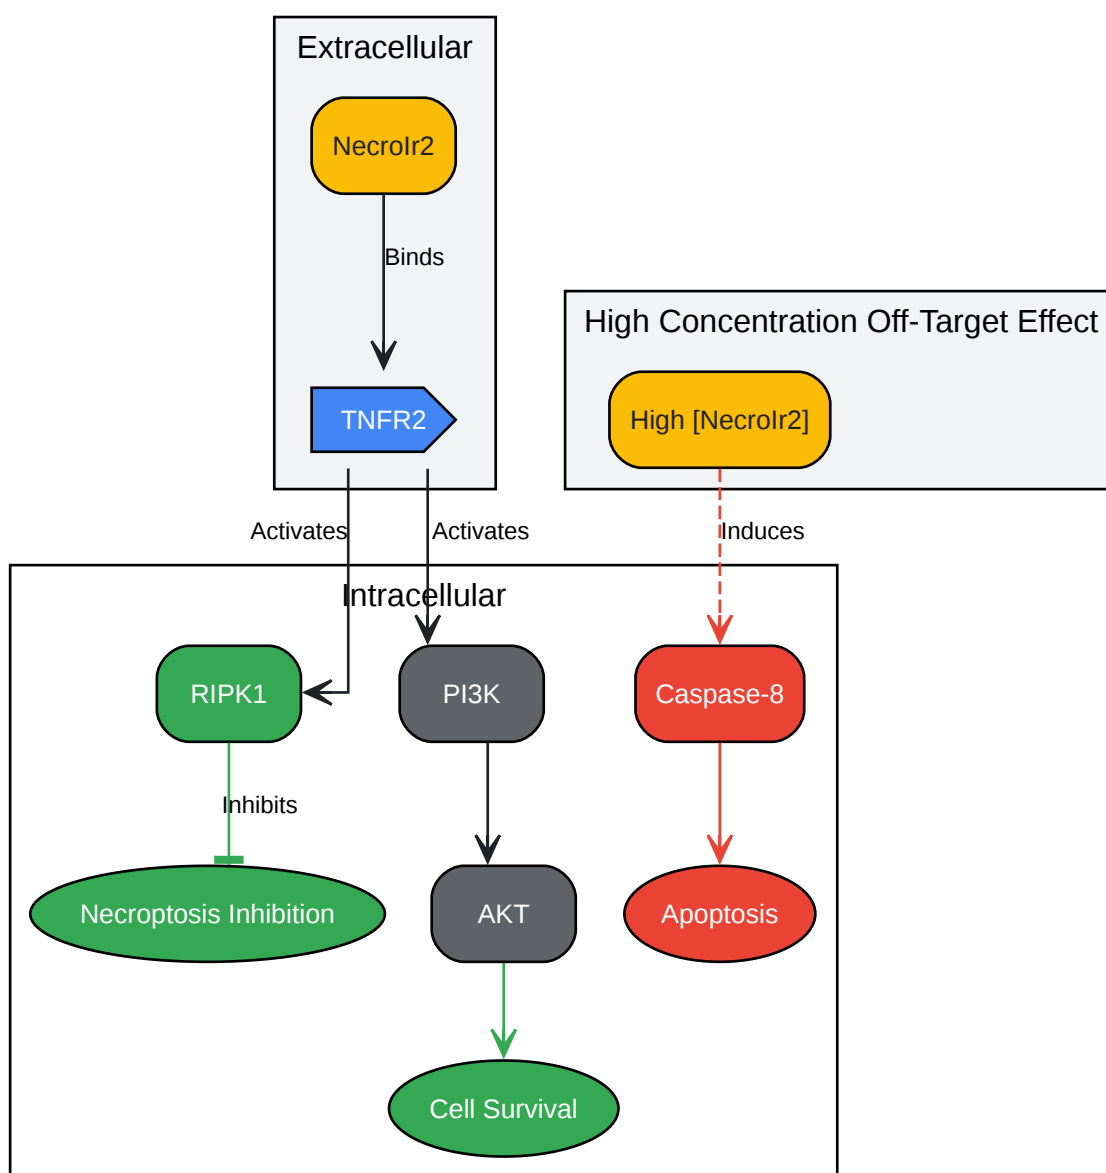 Extracellular
NecroIr2
Binds
High Concentration Off-Target Effect
TNFR2
High [NecroIr2]
Activates
Activates
Induces
Intracellular
RIPK1
PI3K
Caspase-8
Inhibits
Necroptosis Inhibition
AKT
Apoptosis
Cell Survival